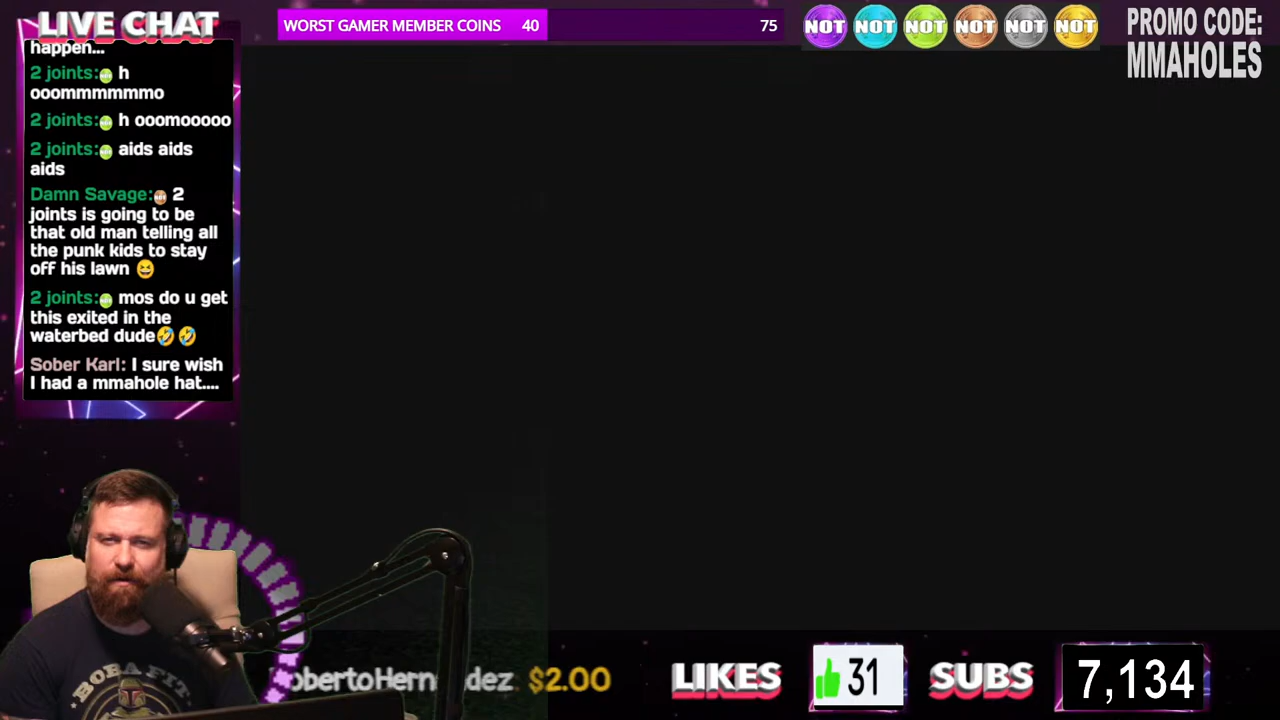 LIVE CHAT
happen...
2 joints: h
ooommmmmmo
2 joints: h ooomooooo
2 joints: aids aids
aids
Damn Savage: 2
joints is going to be
that old man telling all
the punk kids to stay
off his lawn 😆
2 joints: mos do u get
this exited in the
waterbed dude🤣🤣
Sober Karl: I sure wish
I had a mmahole hat....
WORST GAMER MEMBER COINS 40 75
NOT NOT NOT NOT NOT NOT
PROMO CODE:
MMAHOLES
BOBA FIT
$2.00
LIKES 31 SUBS 7,134